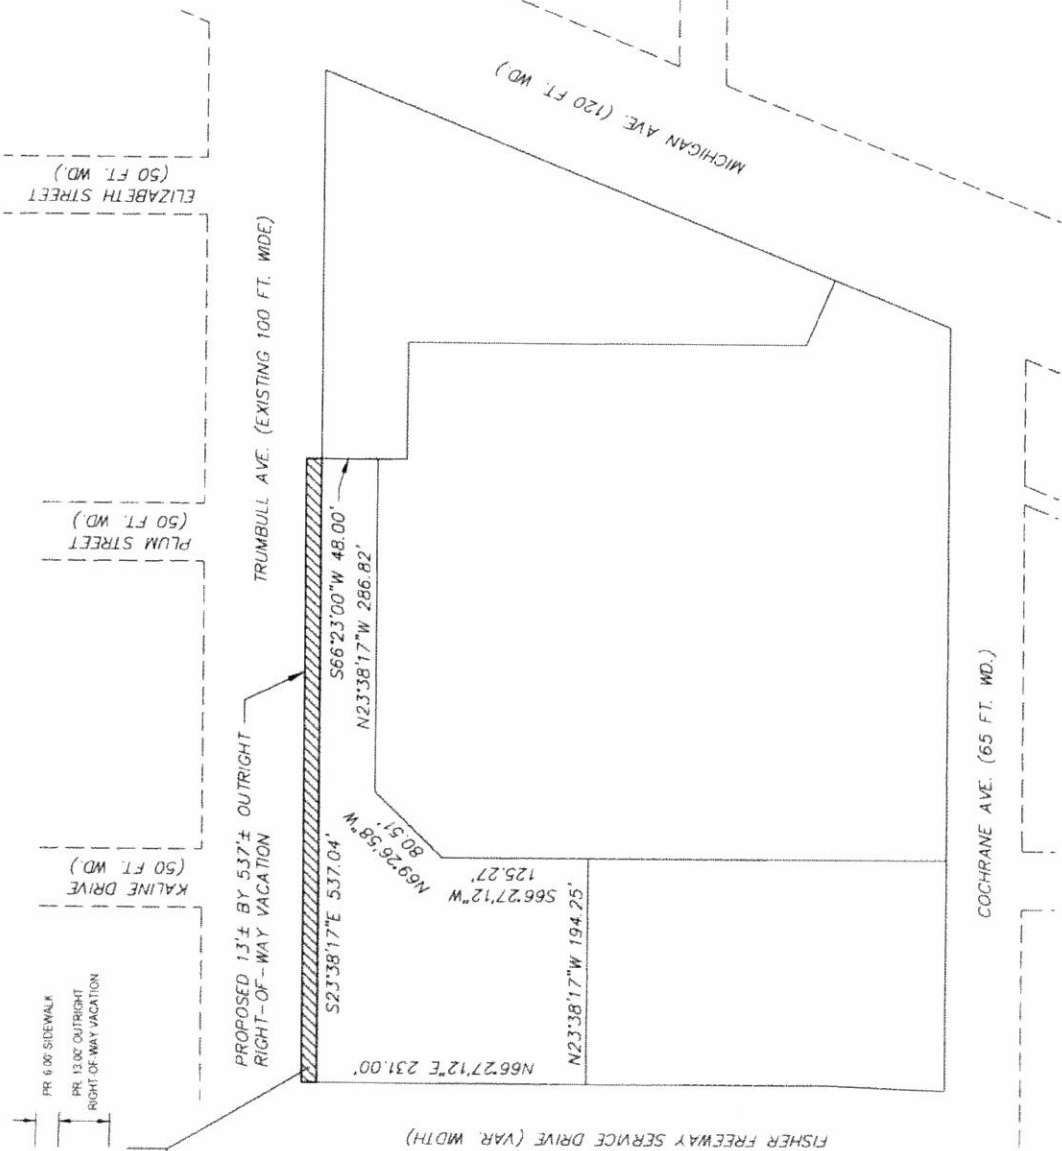 MICHIGAN AVE. (120 FT. WD.)
ELIZABETH STREET
(50 FT. WD.)
TRUMBULL AVE. (EXISTING 100 FT. WIDE)
PLUM STREET
(50 FT. WD.)
S66°23'00"W 48.00'
N23°38'17"W 286.82'
PROPOSED 13'± BY 537'± OUTRIGHT
RIGHT-OF-WAY VACATION
KALINE DRIVE
(50 FT. WD.)
S23°38'17"E 537.04'
N69°26'58"W
80.51'
S66°27'12"W
125.27'
N23°38'17"W 194.25'
N66°27'12"E 231.00'
COCHRANE AVE. (65 FT. WD.)
PR 6.00' SIDEWALK
PR. 13.00' OUTRIGHT
RIGHT-OF-WAY VACATION
FISHER FREEWAY SERVICE DRIVE (VAR. WIDTH)